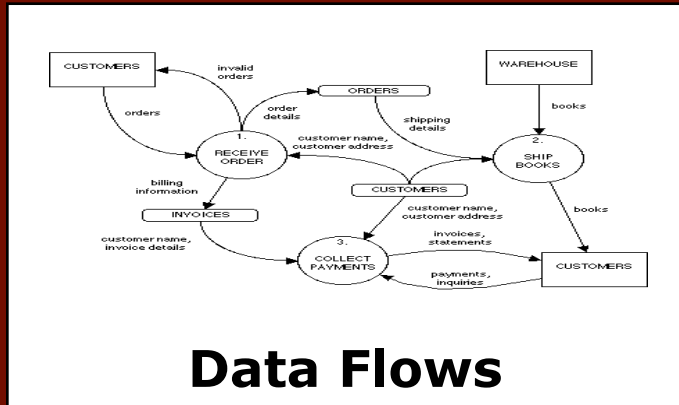 CUSTOMERS
invalid
orders
WAREHOUSE
ORDERS
orders
order
details
books
shipping
details
1.
RECEIVE
ORDER
customer name,
customer address
2.
SHIP
BOOKS
billing
information
CUSTOMERS
INVOICES
customer name,
customer address
books
customer name,
invoice details
3.
COLLECT
PAYMENTS
invoices,
statements
payments,
inquiries
CUSTOMERS
Data Flows